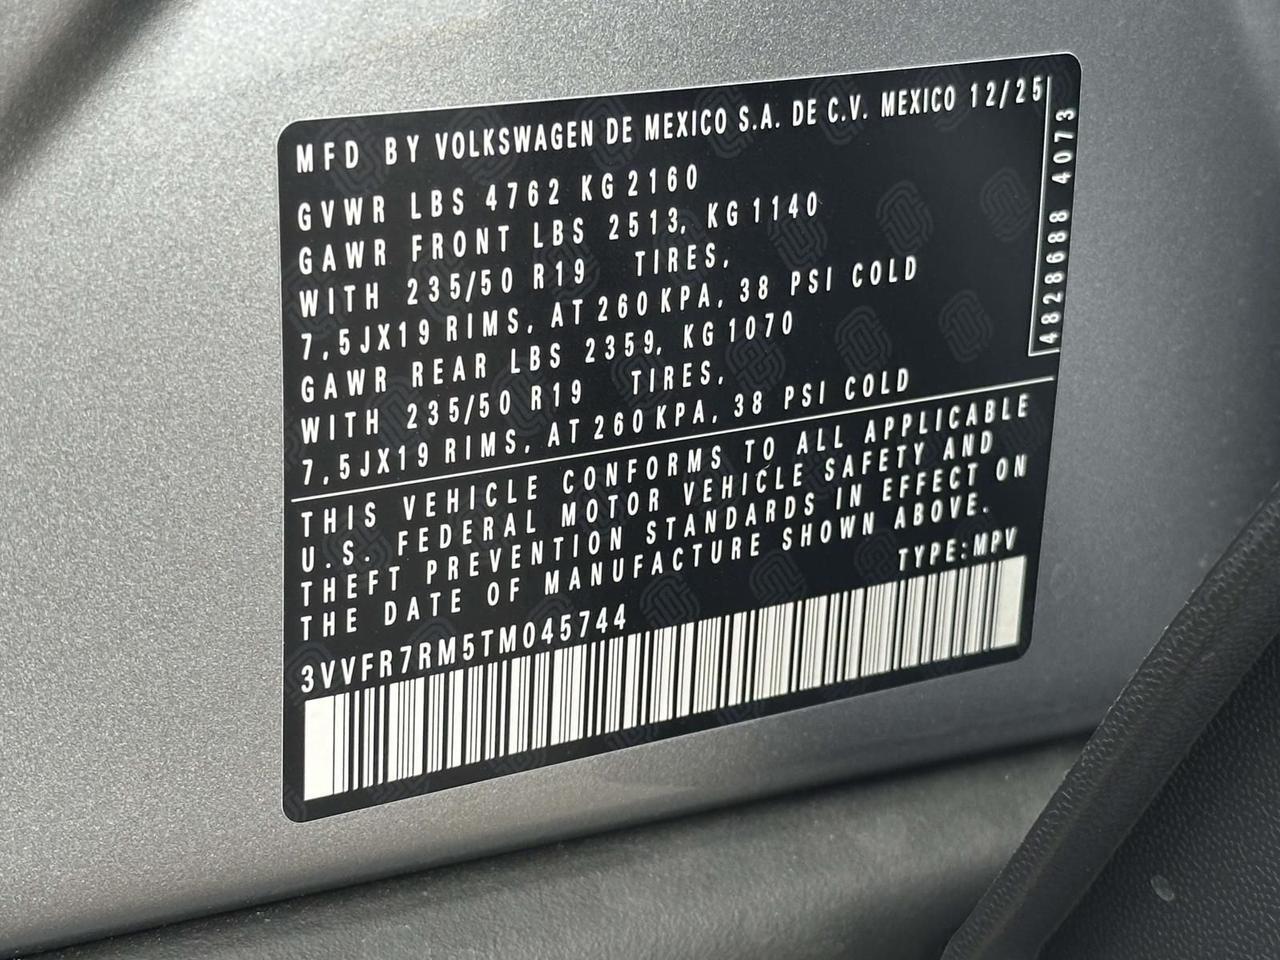 MFD BY VOLKSWAGEN DE MEXICO S.A. DE C.V. MEXICO 12/25
GVWR LBS 4762 KG 2160
GAWR FRONT LBS 2513, KG 1140
WITH 235/50 R19 TIRES,
7,5JX19 RIMS, AT 260 KPA, 38 PSI COLD
GAWR REAR LBS 2359, KG 1070
WITH 235/50 R19 TIRES,
7,5JX19 RIMS, AT 260 KPA, 38 PSI COLD
4828688 4073
THIS VEHICLE CONFORMS TO ALL APPLICABLE
U.S. FEDERAL MOTOR VEHICLE SAFETY AND
THEFT PREVENTION STANDARDS IN EFFECT ON
THE DATE OF MANUFACTURE SHOWN ABOVE.
TYPE:MPV
3VVFR7RM5TM045744